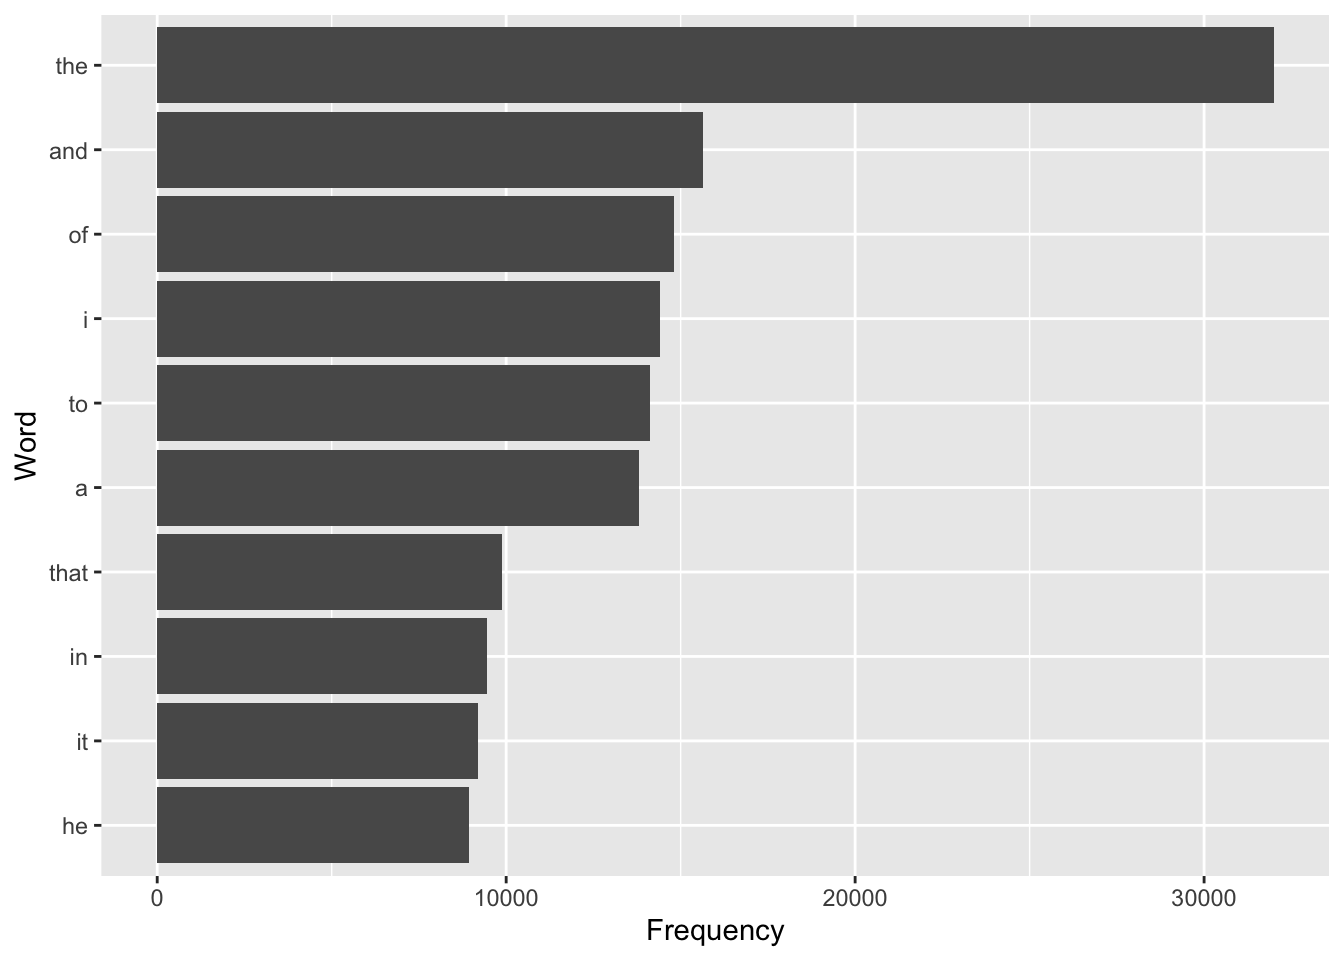 the
and
of
i
to
a
that
in
it
he
Word
0 10000 20000 30000
Frequency